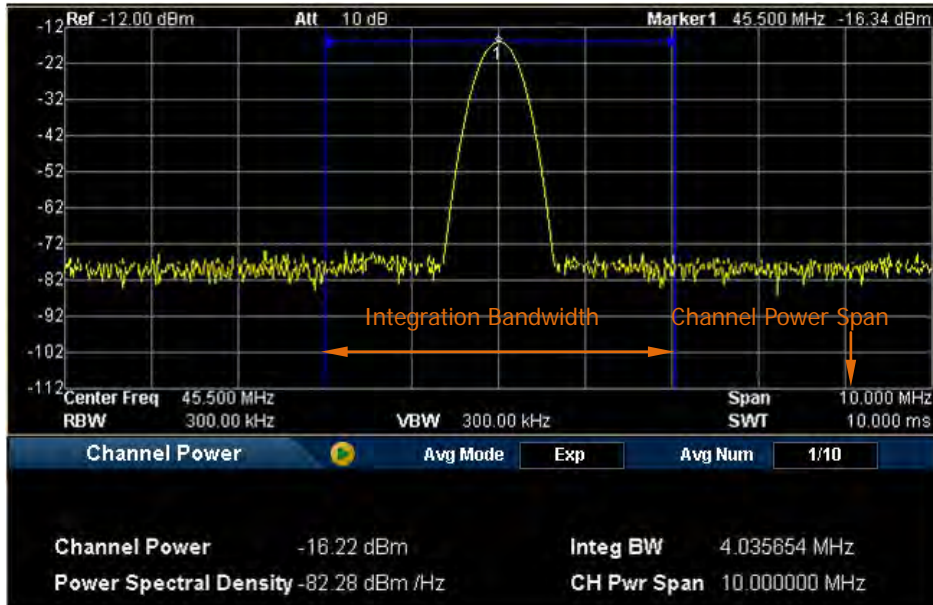 Ref -12.00 dBm Att 10 dB Marker1 45.500 MHz -16.34 dBm
-12
1
-22
-32
-42
-52
-62
-72
-82
-92
Integration Bandwidth Channel Power Span
-102
-112
Center Freq 45.500 MHz Span 10.000 MHz
RBW 300.00 kHz VBW 300.00 kHz SWT 10.000 ms
Channel Power Avg Mode Exp Avg Num 1/10
Channel Power -16.22 dBm Integ BW 4.035654 MHz
Power Spectral Density -82.28 dBm /Hz CH Pwr Span 10.000000 MHz